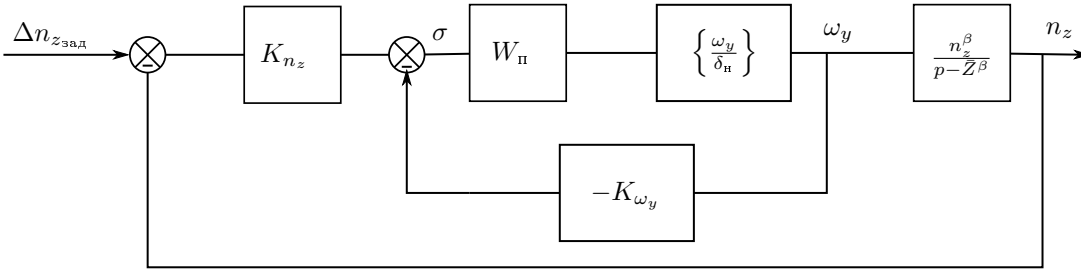 Δn_{z_{зад}}
K_{n_z}
σ
W_п
{ω_y/δ_н}
ω_y
n_z^β/(p−Z̄^β)
n_z
−K_{ω_y}